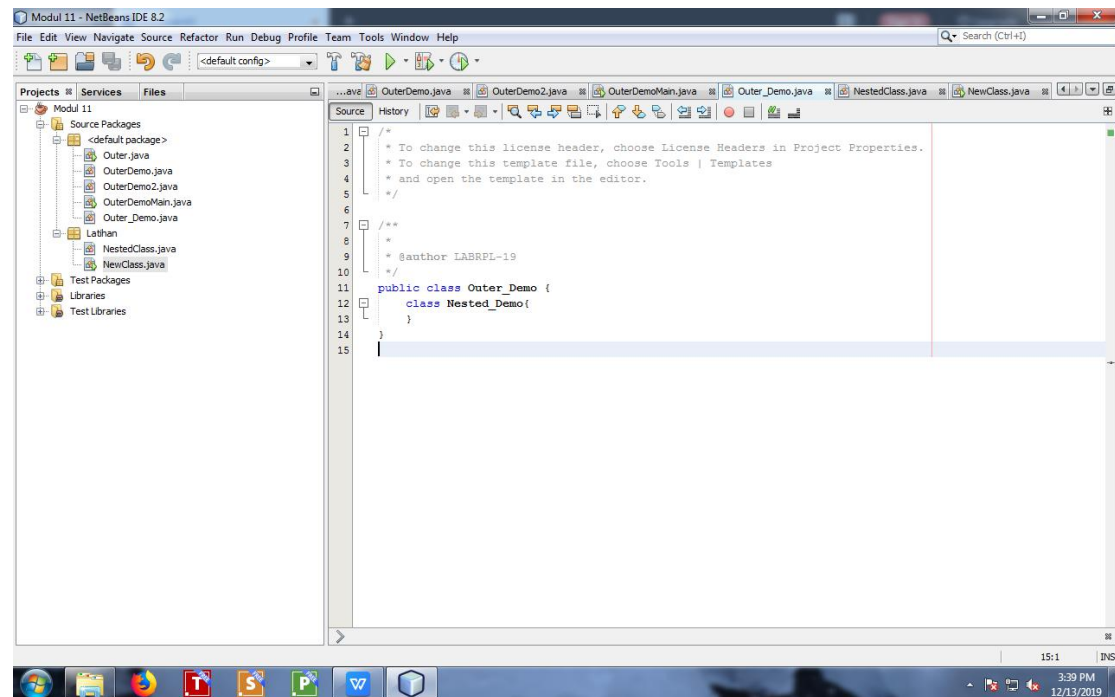 Modul 11 - NetBeans IDE 8.2
File Edit View Navigate Source Refactor Run Debug Profile Team Tools Window Help
Search (Ctrl+I)
<default config>
Projects Services Files
...ava OuterDemo.java OuterDemo2.java OuterDemoMain.java Outer_Demo.java NestedClass.java NewClass.java
Source History
Modul 11
Source Packages
<default package>
Outer.java
OuterDemo.java
OuterDemo2.java
OuterDemoMain.java
Outer_Demo.java
Latihan
NestedClass.java
NewClass.java
Test Packages
Libraries
Test Libraries
1 /*
2 * To change this license header, choose License Headers in Project Properties.
3 * To change this template file, choose Tools | Templates
4 * and open the template in the editor.
5 */
6
7 /**
8 *
9 * @author LABRPL-19
10 */
11 public class Outer_Demo {
12 class Nested_Demo{
13 }
14 }
15
15:1 INS
T S P W
3:39 PM
12/13/2019